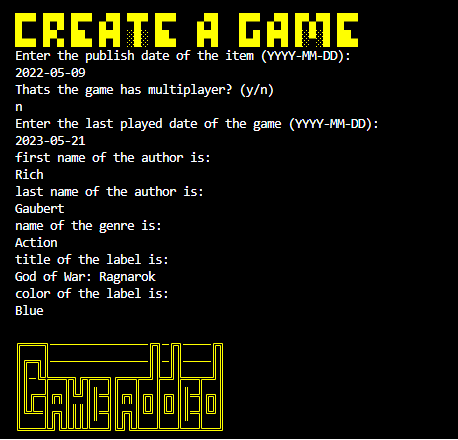 CREATE A GAME
Enter the publish date of the item (YYYY-MM-DD):
2022-05-09
Thats the game has multiplayer? (y/n)
n
Enter the last played date of the game (YYYY-MM-DD):
2023-05-21
first name of the author is:
Rich
last name of the author is:
Gaubert
name of the genre is:
Action
title of the label is:
God of War: Ragnarok
color of the label is:
Blue
Game Added